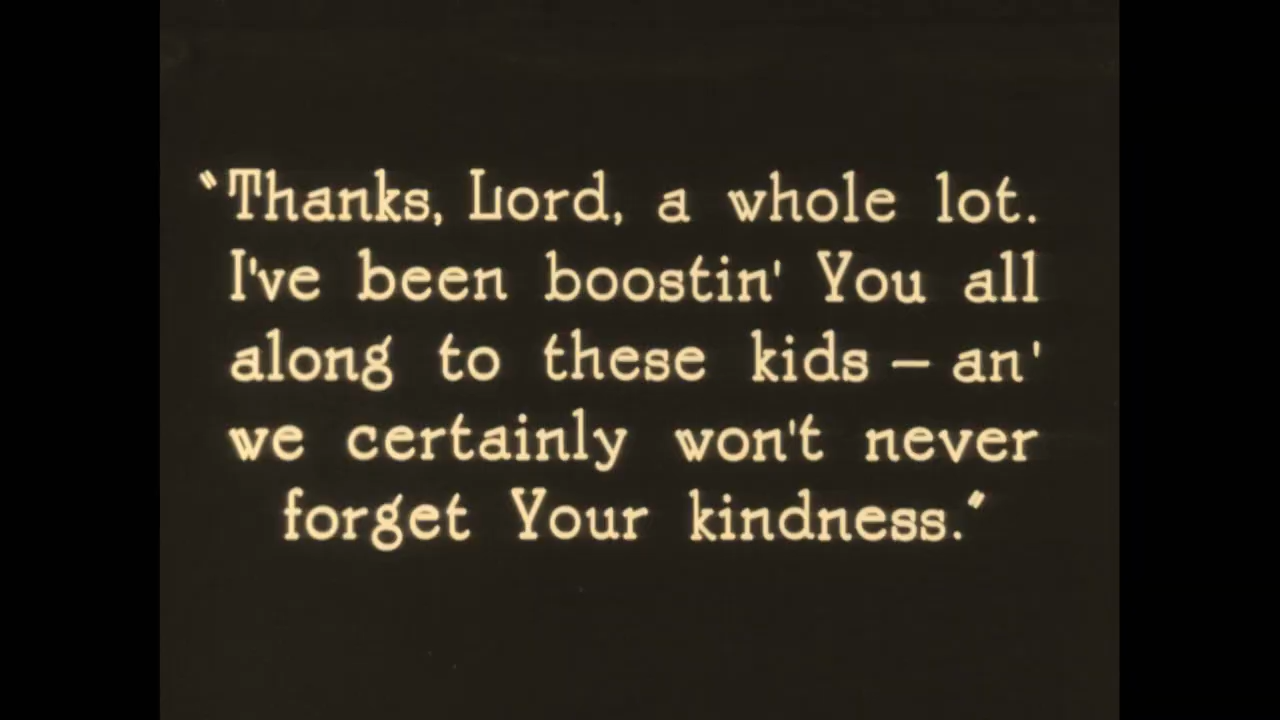 "Thanks, Lord, a whole lot.
I've been boostin' You all
along to these kids — an'
we certainly won't never
forget Your kindness."